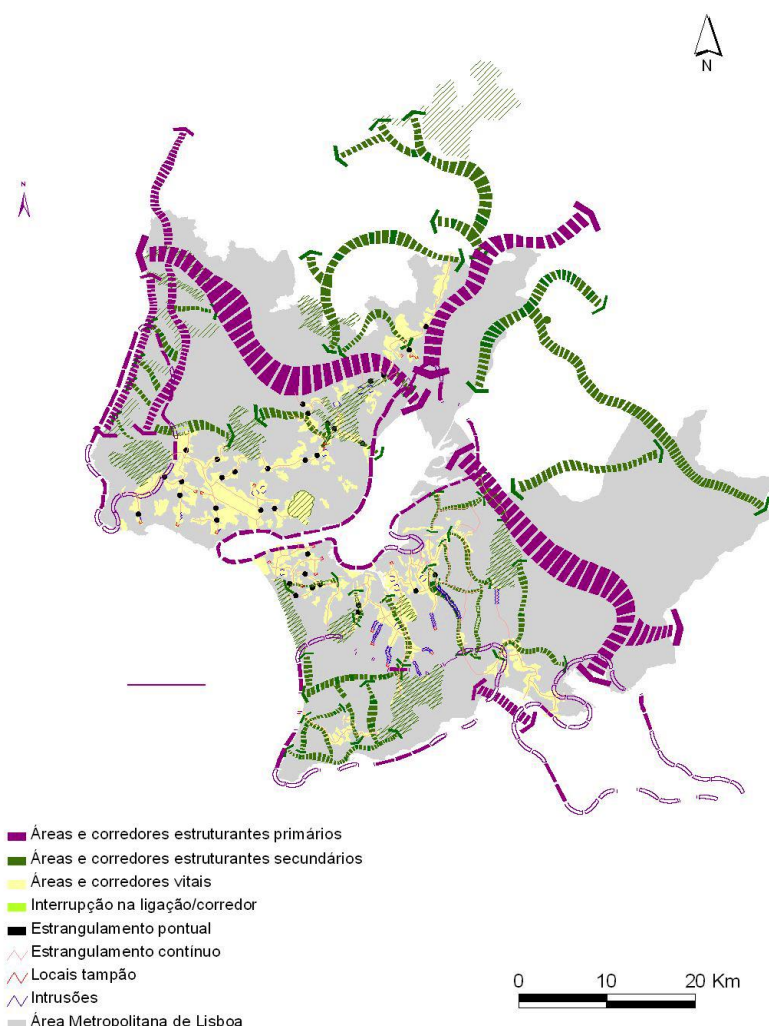 N
N
Áreas e corredores estruturantes primários
Áreas e corredores estruturantes secundários
Áreas e corredores vitais
Interrupção na ligação/corredor
Estrangulamento pontual
Estrangulamento contínuo
Locais tampão
Intrusões
Área Metropolitana de Lisboa
0 10 20 Km